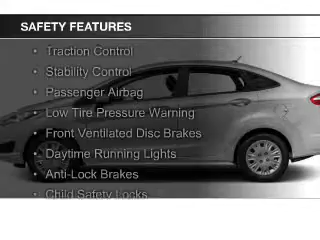 SAFETY FEATURES
• Traction Control
• Stability Control
• Passenger Airbag
• Low Tire Pressure Warning
• Front Ventilated Disc Brakes
• Daytime Running Lights
• Anti-Lock Brakes
• Child Safety Locks